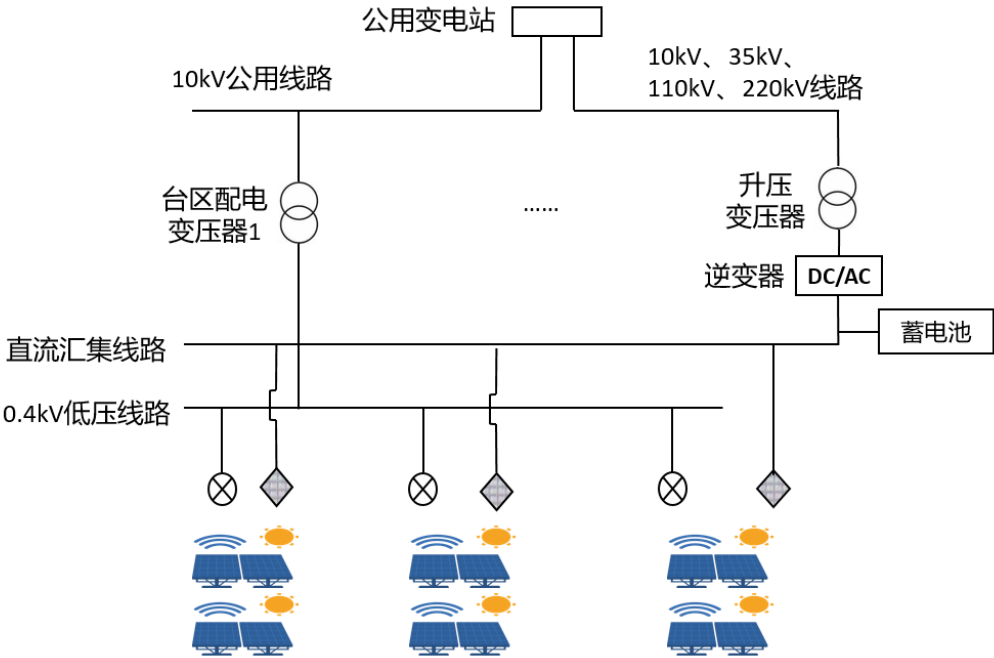 公用变电站
10kV公用线路
10kV、35kV、
110kV、220kV线路
台区配电
变压器1
......
升压
变压器
逆变器
DC/AC
蓄电池
直流汇集线路
0.4kV低压线路